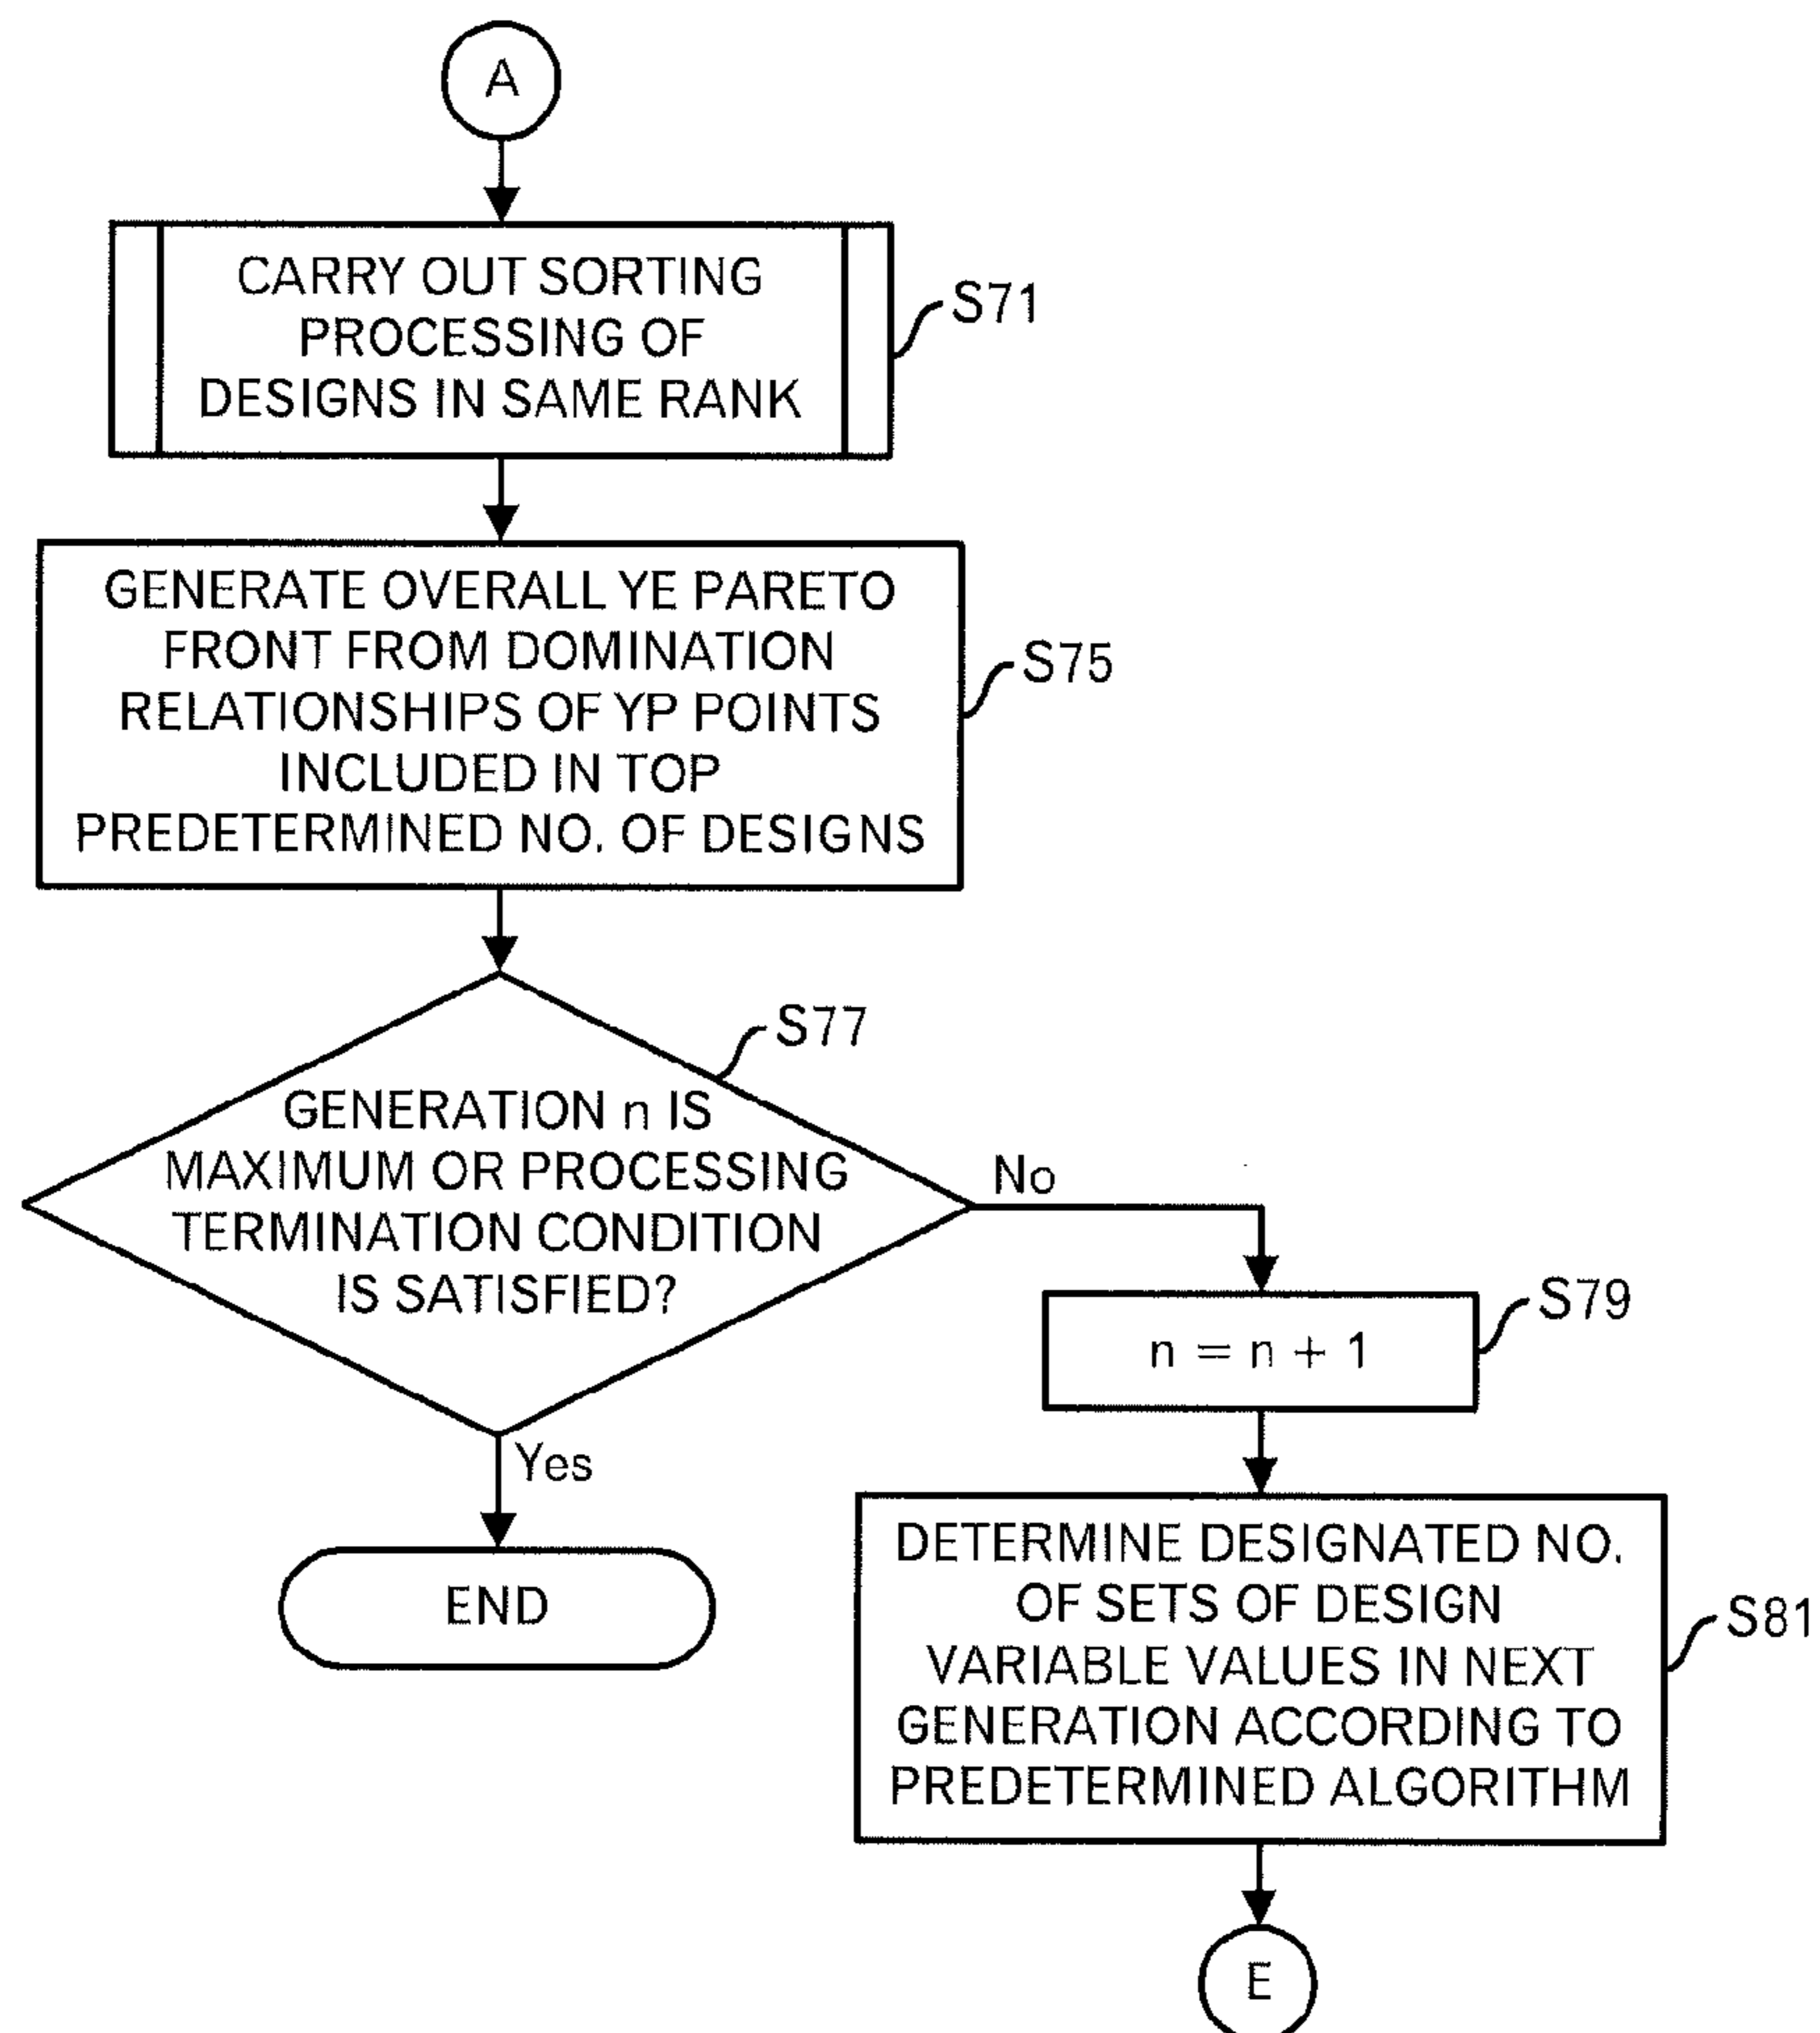 A
CARRY OUT SORTING
PROCESSING OF
DESIGNS IN SAME RANK
S71
GENERATE OVERALL YE PARETO
FRONT FROM DOMINATION
RELATIONSHIPS OF YP POINTS
INCLUDED IN TOP
PREDETERMINED NO. OF DESIGNS
S75
S77
GENERATION n IS
MAXIMUM OR PROCESSING
TERMINATION CONDITION
IS SATISFIED?
No
Yes
END
S79
n = n + 1
DETERMINE DESIGNATED NO.
OF SETS OF DESIGN
VARIABLE VALUES IN NEXT
GENERATION ACCORDING TO
PREDETERMINED ALGORITHM
S81
E